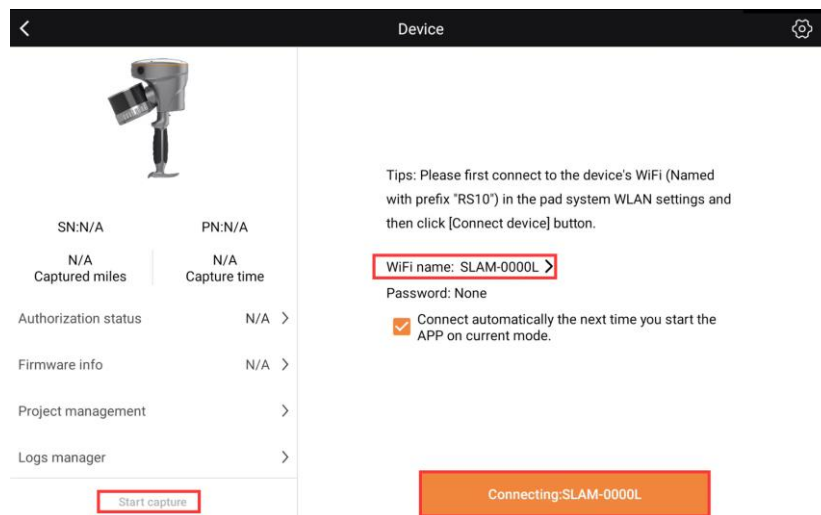 Device
SN:N/A
PN:N/A
N/A
Captured miles
N/A
Capture time
Authorization status N/A
Firmware info N/A
Project management
Logs manager
Start capture
Tips: Please first connect to the device's WiFi (Named
with prefix "RS10") in the pad system WLAN settings and
then click [Connect device] button.
WiFi name: SLAM-0000L
Password: None
Connect automatically the next time you start the
APP on current mode.
Connecting:SLAM-0000L